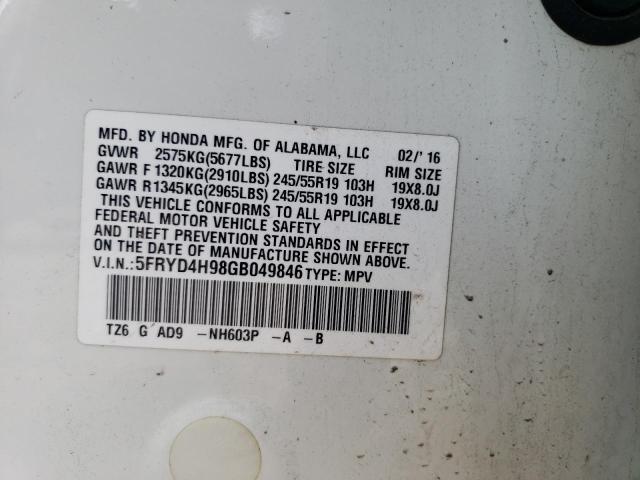 MFD. BY HONDA MFG. OF ALABAMA, LLC 02/' 16
GVWR 2575KG(5677LBS) TIRE SIZE RIM SIZE
GAWR F 1320KG(2910LBS) 245/55R19 103H 19X8.0J
GAWR R1345KG(2965LBS) 245/55R19 103H 19X8.0J
THIS VEHICLE CONFORMS TO ALL APPLICABLE
FEDERAL MOTOR VEHICLE SAFETY
AND THEFT PREVENTION STANDARDS IN EFFECT
ON THE DATE OF MANUFACTURE SHOWN ABOVE.
V.I.N.:5FRYD4H98GB049846 TYPE: MPV
TZ6 G AD9 -NH603P -A -B